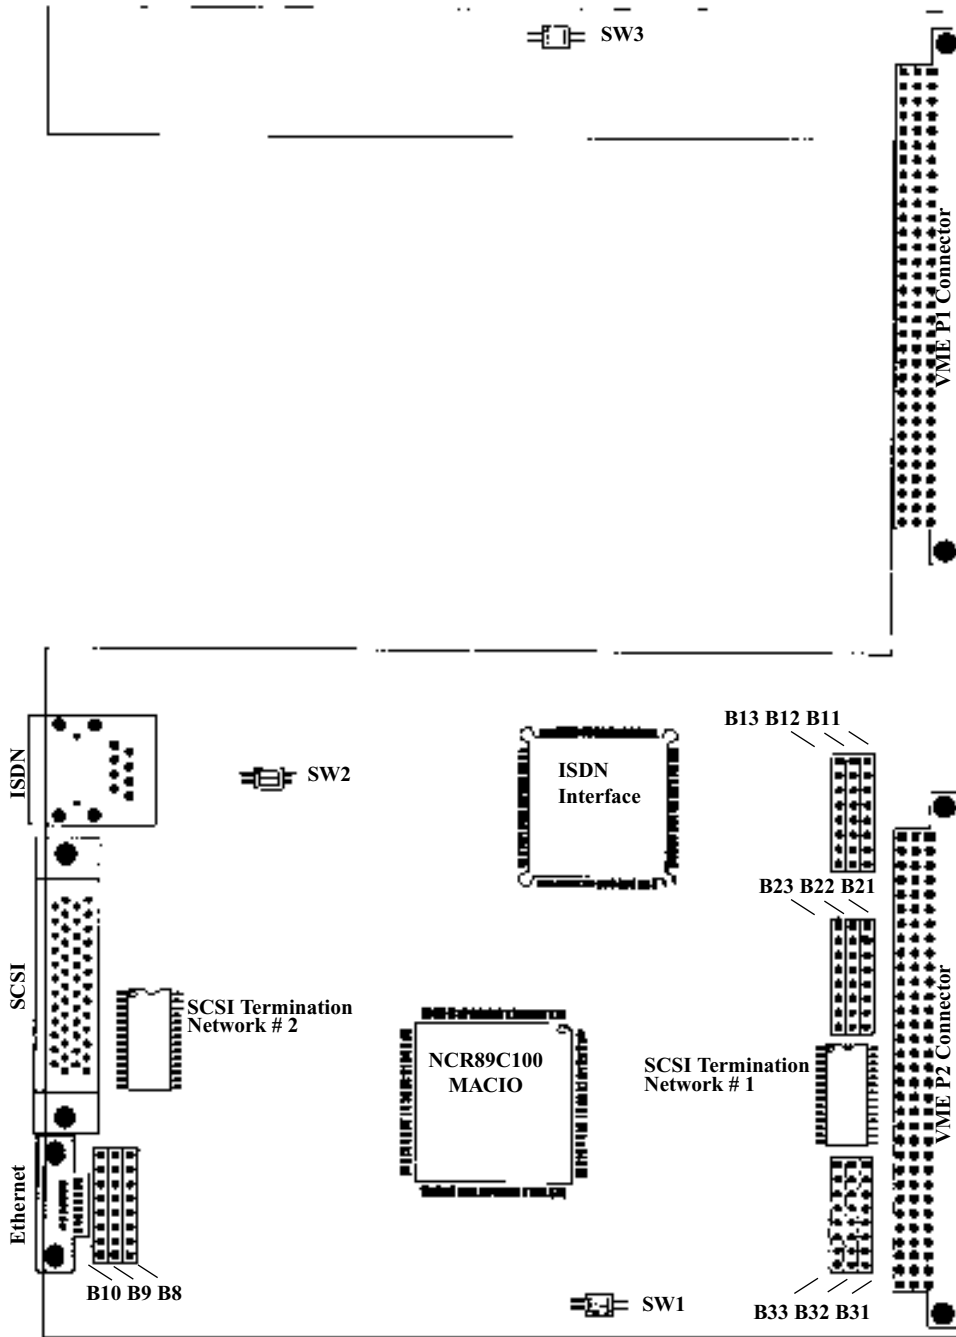 SW3
VME P1 Connector
B13 B12 B11
ISDN
SW2
ISDN
Interface
B23 B22 B21
SCSI
SCSI Termination
Network # 2
NCR89C100
MACIO
SCSI Termination
Network # 1
VME P2 Connector
Ethernet
B10 B9 B8
SW1
B33 B32 B31